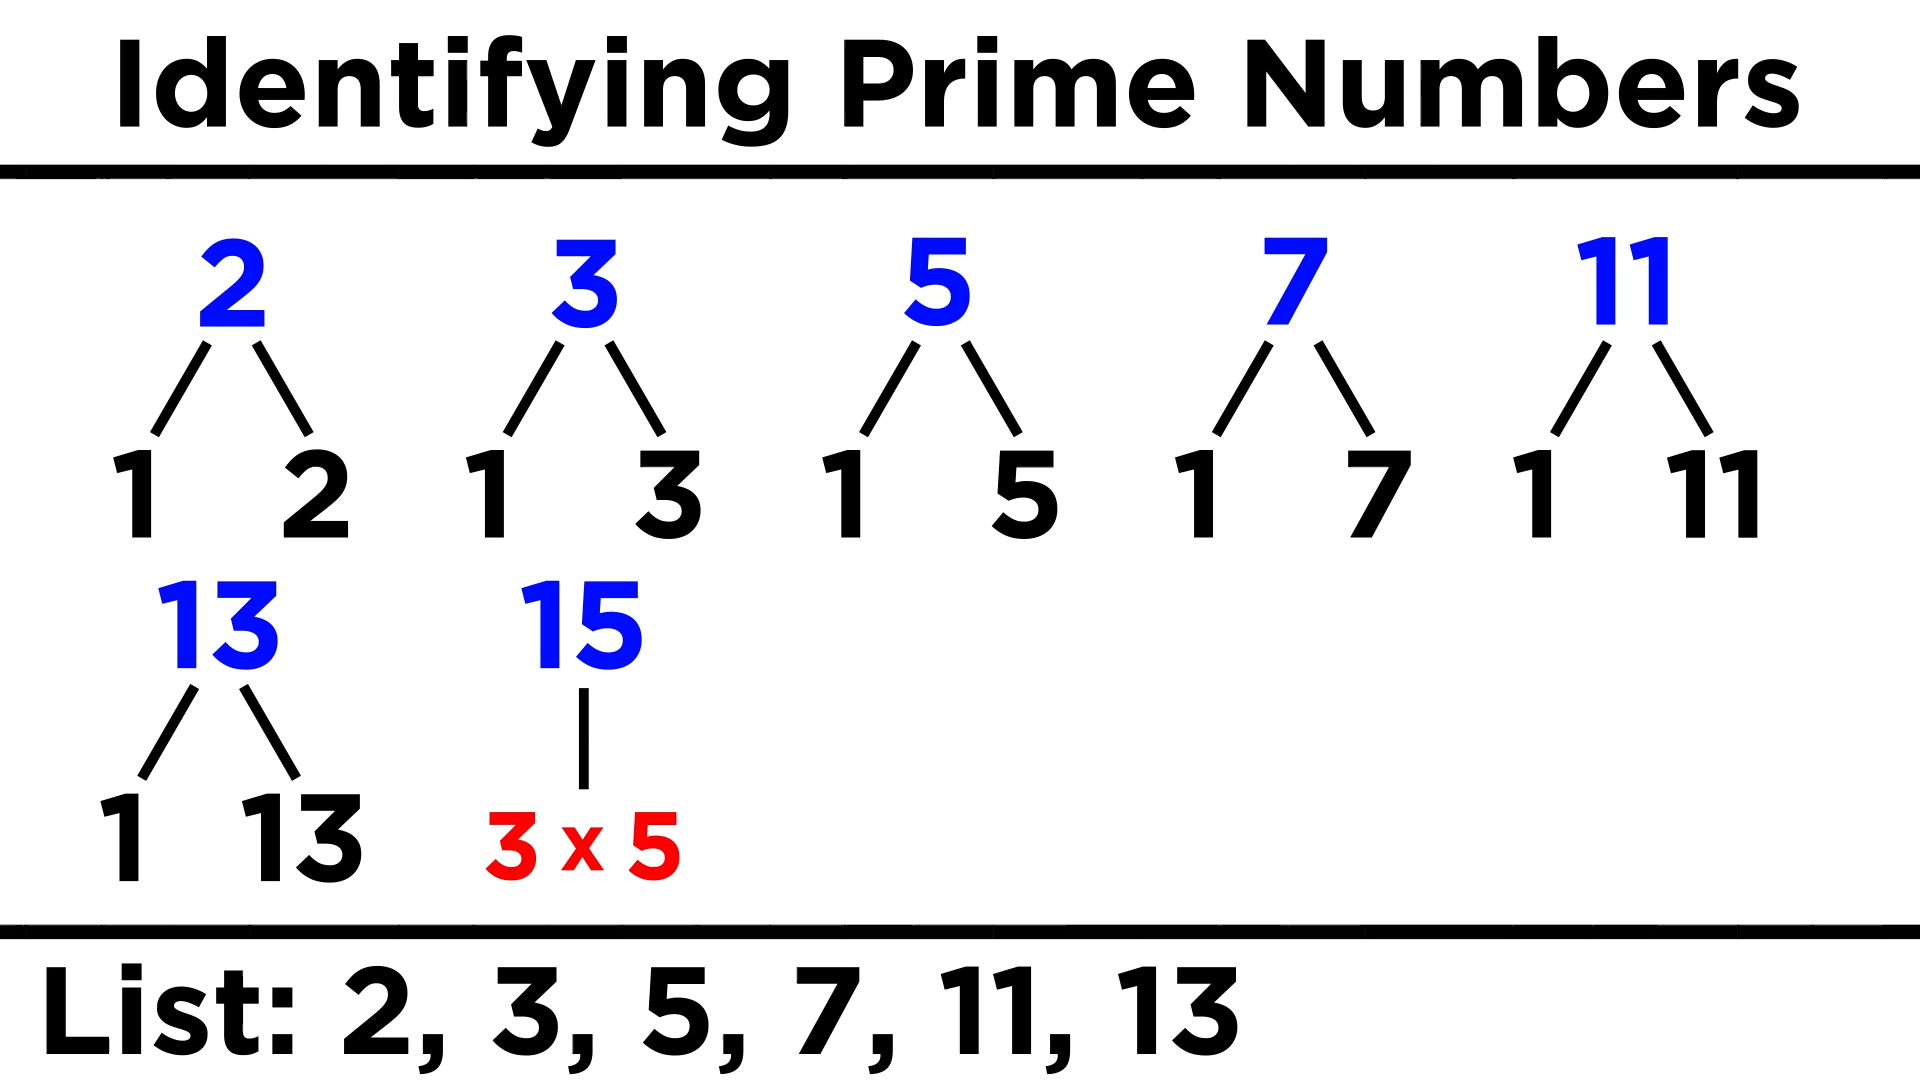 Identifying Prime Numbers
2 3 5 7 11
1 2 1 3 1 5 1 7 1 11
13 15
1 13 3 x 5
List: 2, 3, 5, 7, 11, 13